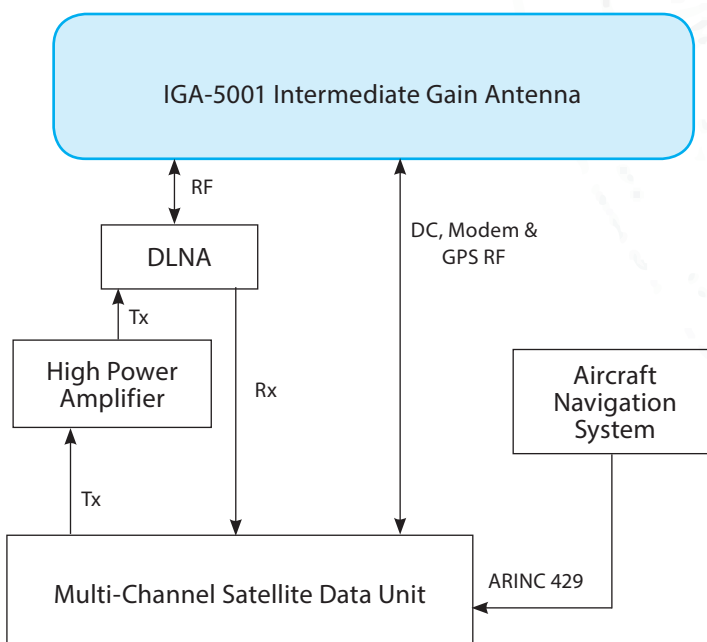 IGA-5001 Intermediate Gain Antenna
RF
DLNA
DC, Modem &
GPS RF
Tx
High Power
Amplifier
Rx
Aircraft
Navigation
System
Tx
ARINC 429
Multi-Channel Satellite Data Unit